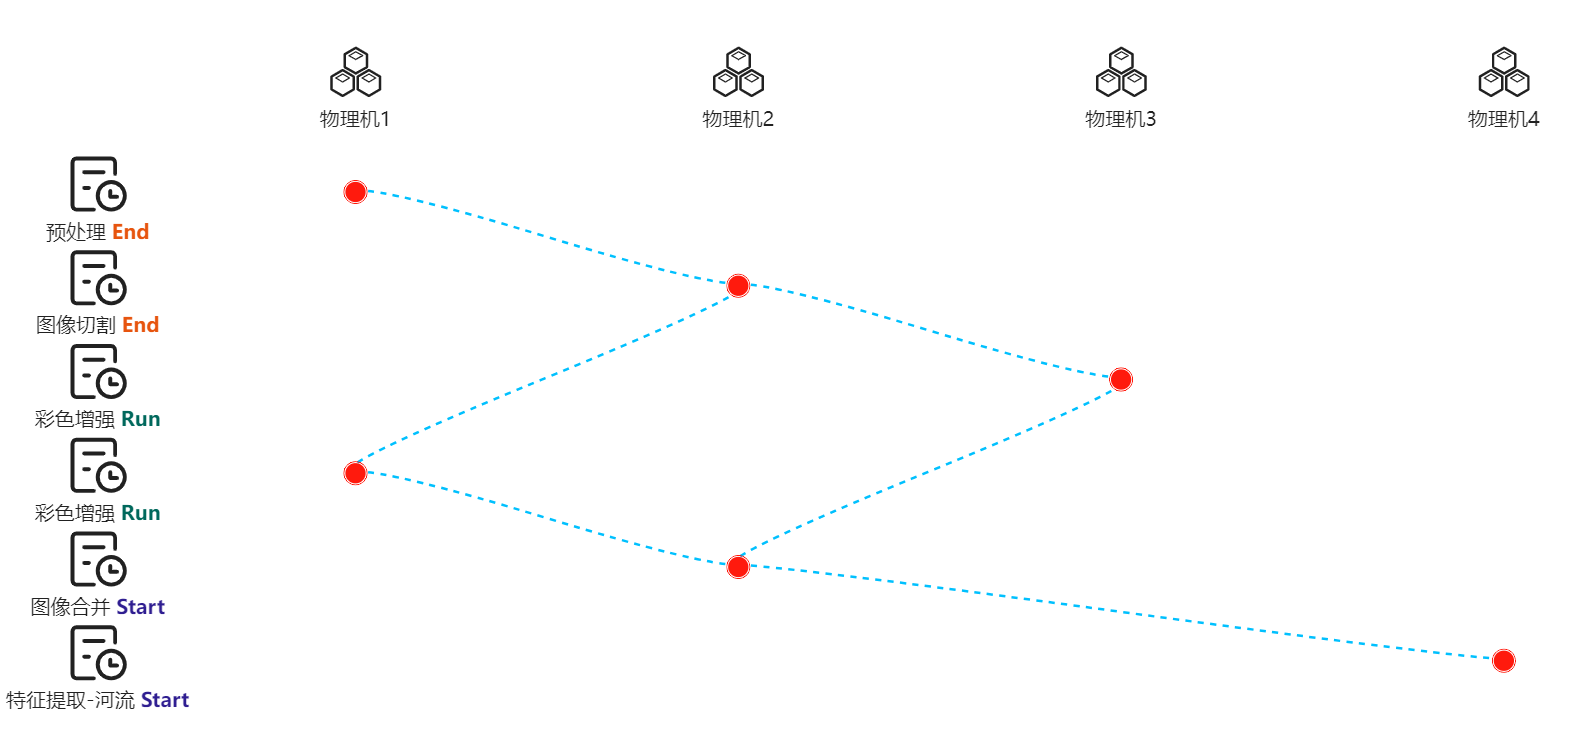 物理机1
物理机2
物理机3
物理机4
预处理 End
图像切割 End
彩色增强 Run
彩色增强 Run
图像合并 Start
特征提取-河流 Start